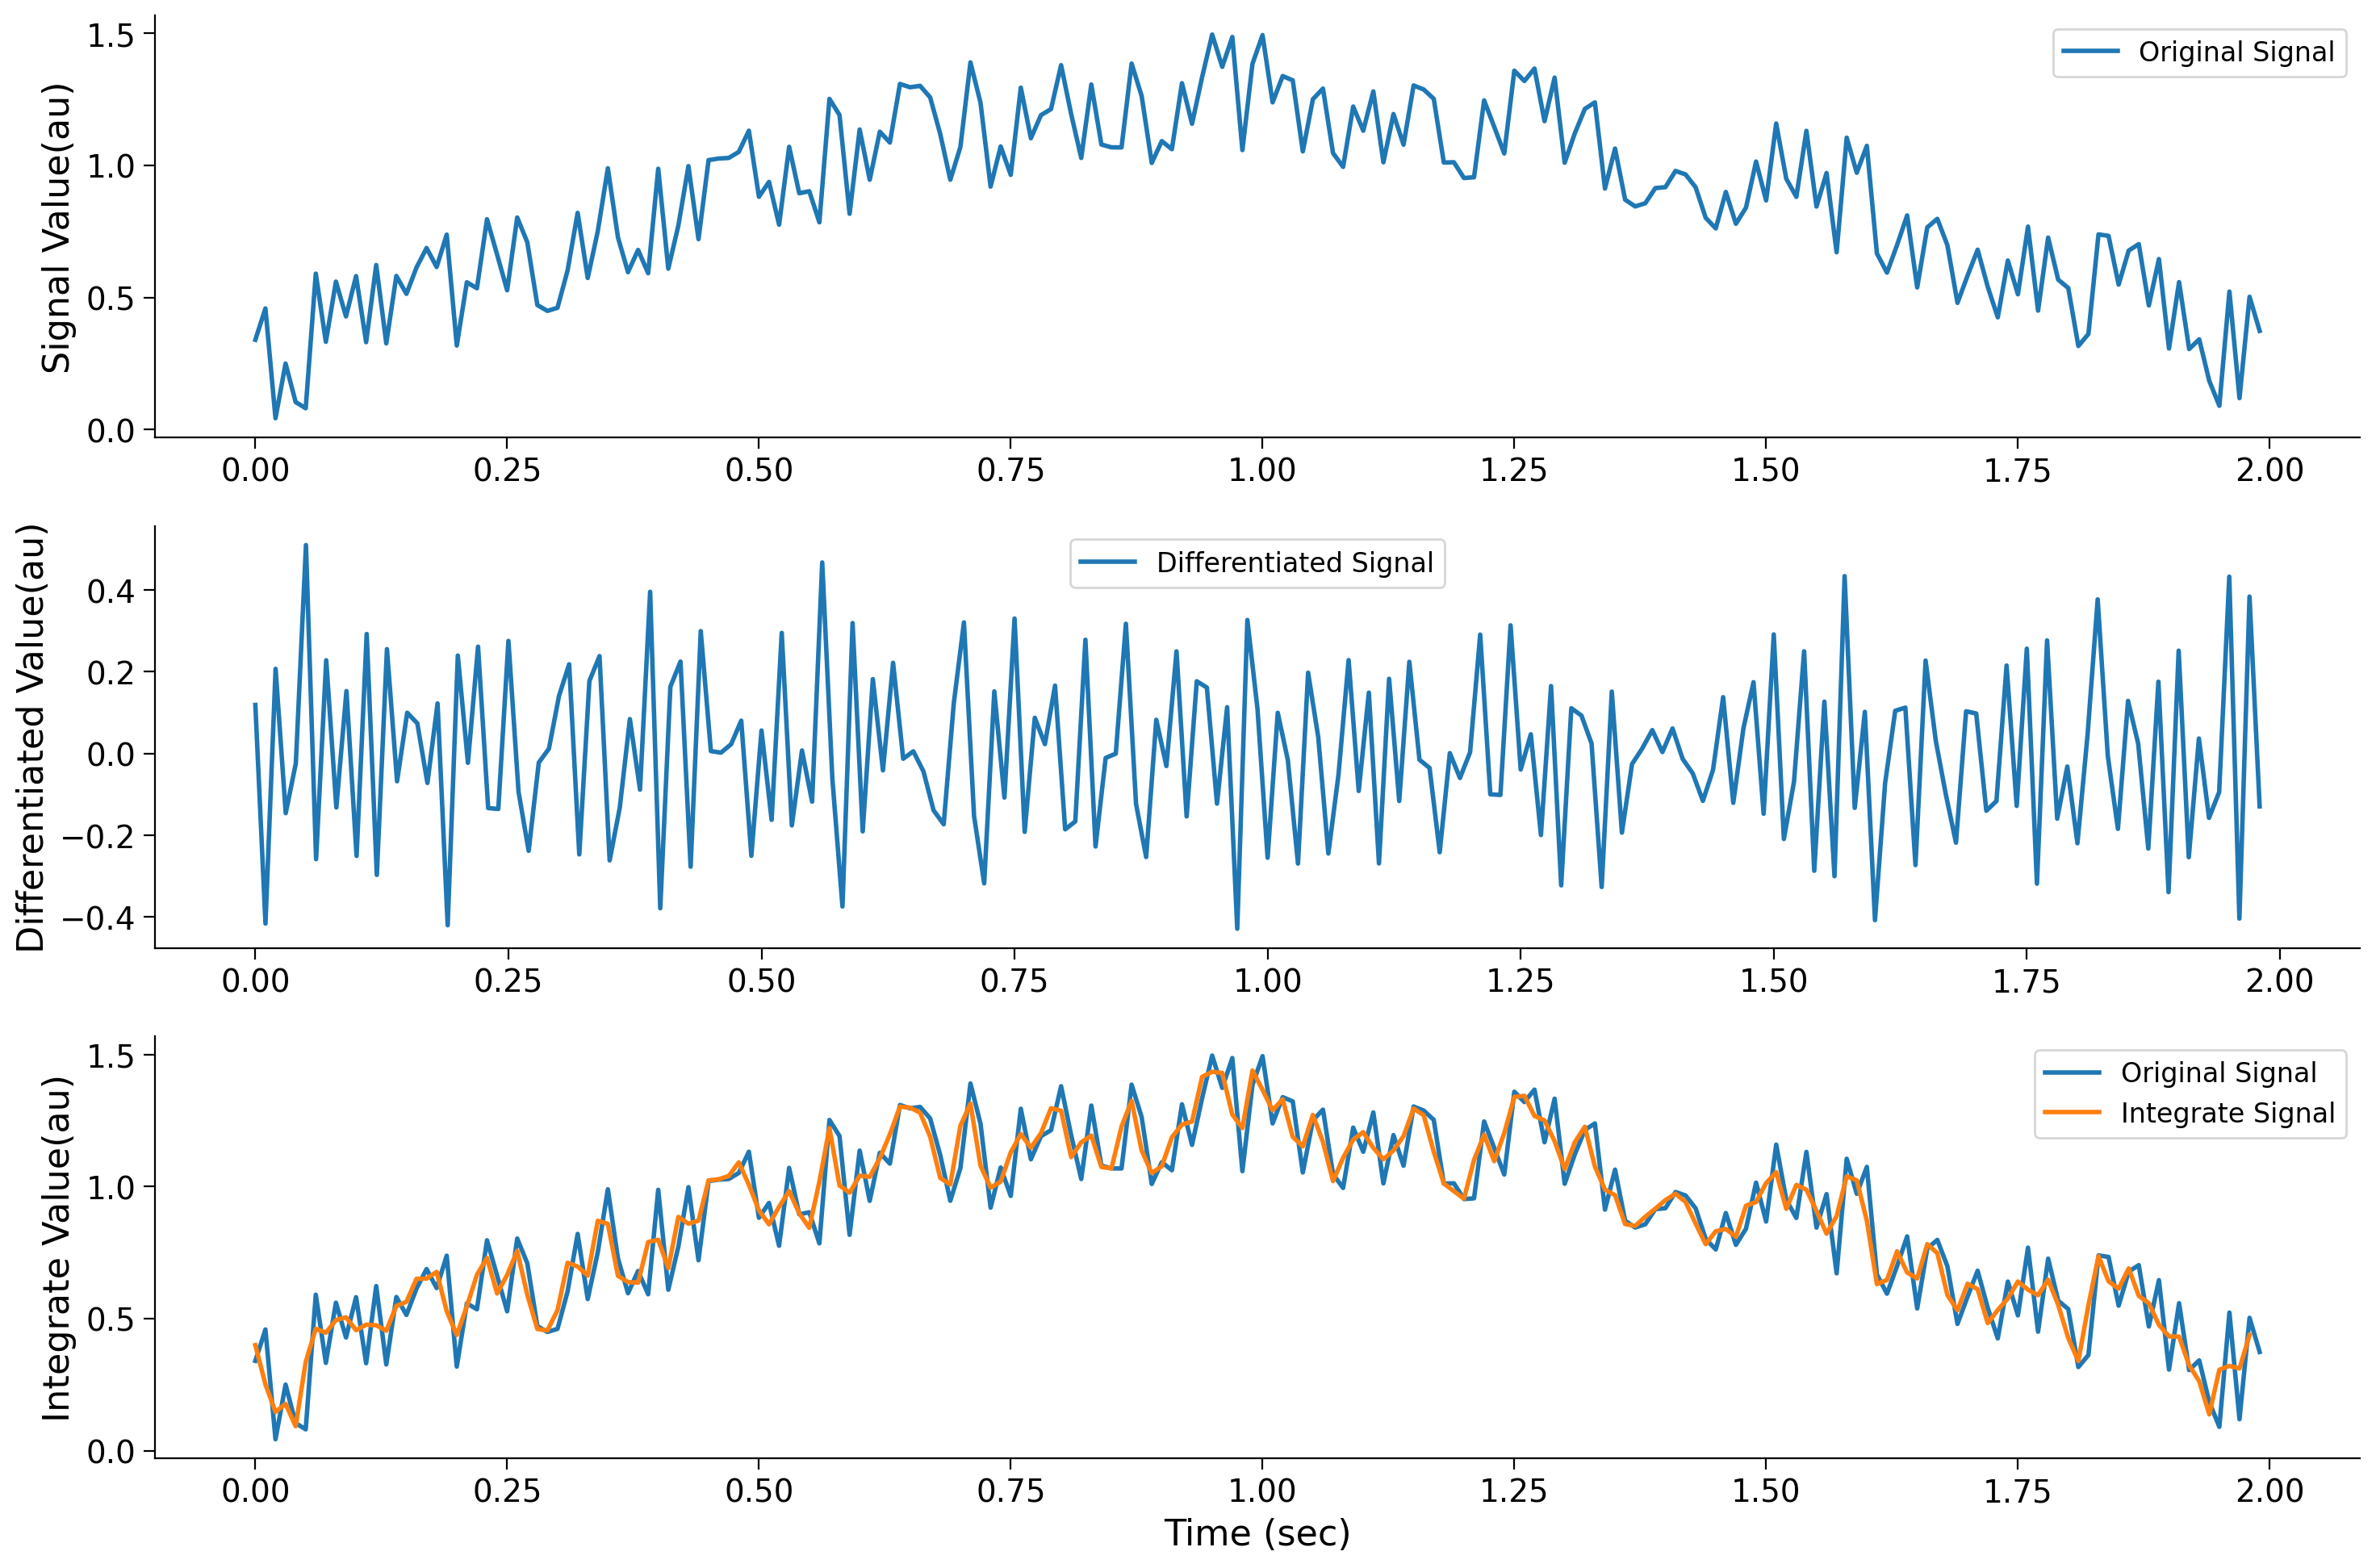 Signal Value(au)
1.5
1.0
0.5
0.0
Original Signal
0.00 0.25 0.50 0.75 1.00 1.25 1.50 1.75 2.00
Differentiated Value(au)
0.4
0.2
0.0
−0.2
−0.4
Differentiated Signal
0.00 0.25 0.50 0.75 1.00 1.25 1.50 1.75 2.00
Integrate Value(au)
1.5
1.0
0.5
0.0
Original Signal
Integrate Signal
0.00 0.25 0.50 0.75 1.00 1.25 1.50 1.75 2.00
Time (sec)